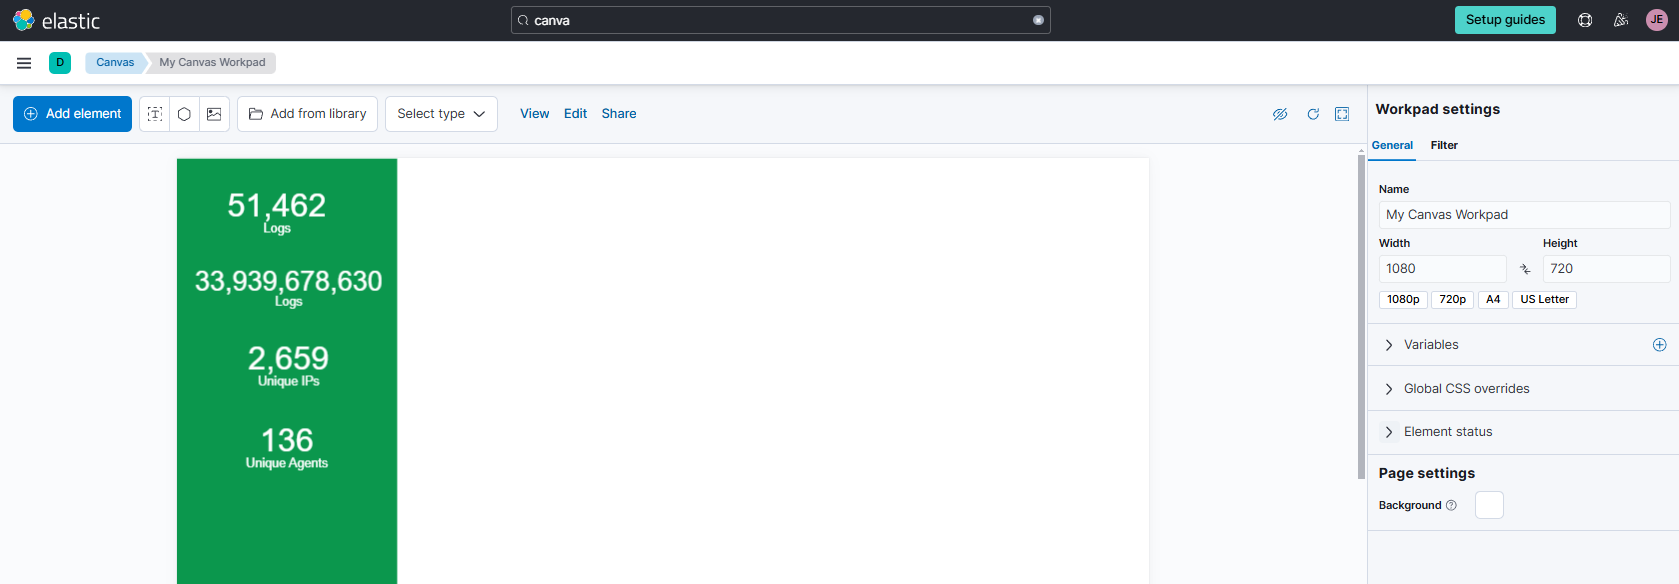 elastic
canva
Setup guides
JE
D
Canvas
My Canvas Workpad
Add element
Add from library
Select type
View
Edit
Share
51,462
Logs
33,939,678,630
Logs
2,659
Unique IPs
136
Unique Agents
Workpad settings
General
Filter
Name
My Canvas Workpad
Width
Height
1080
720
1080p
720p
A4
US Letter
Variables
Global CSS overrides
Element status
Page settings
Background